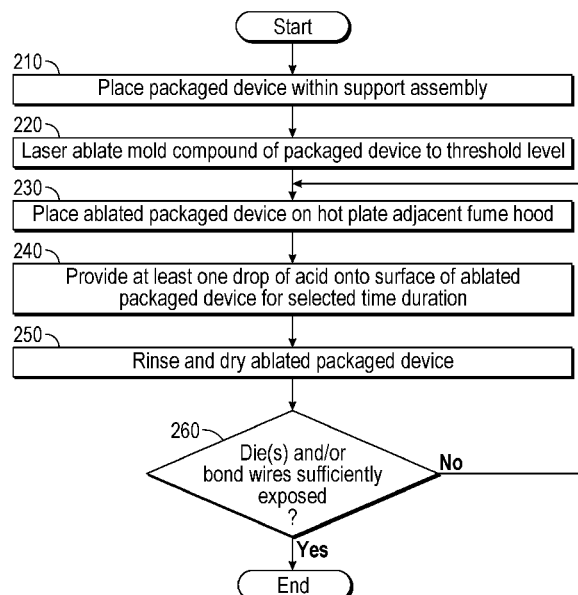 Start
210
Place packaged device within support assembly
220
Laser ablate mold compound of packaged device to threshold level
230
Place ablated packaged device on hot plate adjacent fume hood
240
Provide at least one drop of acid onto surface of ablated
packaged device for selected time duration
250
Rinse and dry ablated packaged device
260
Die(s) and/or
bond wires sufficiently
exposed
?
No
Yes
End